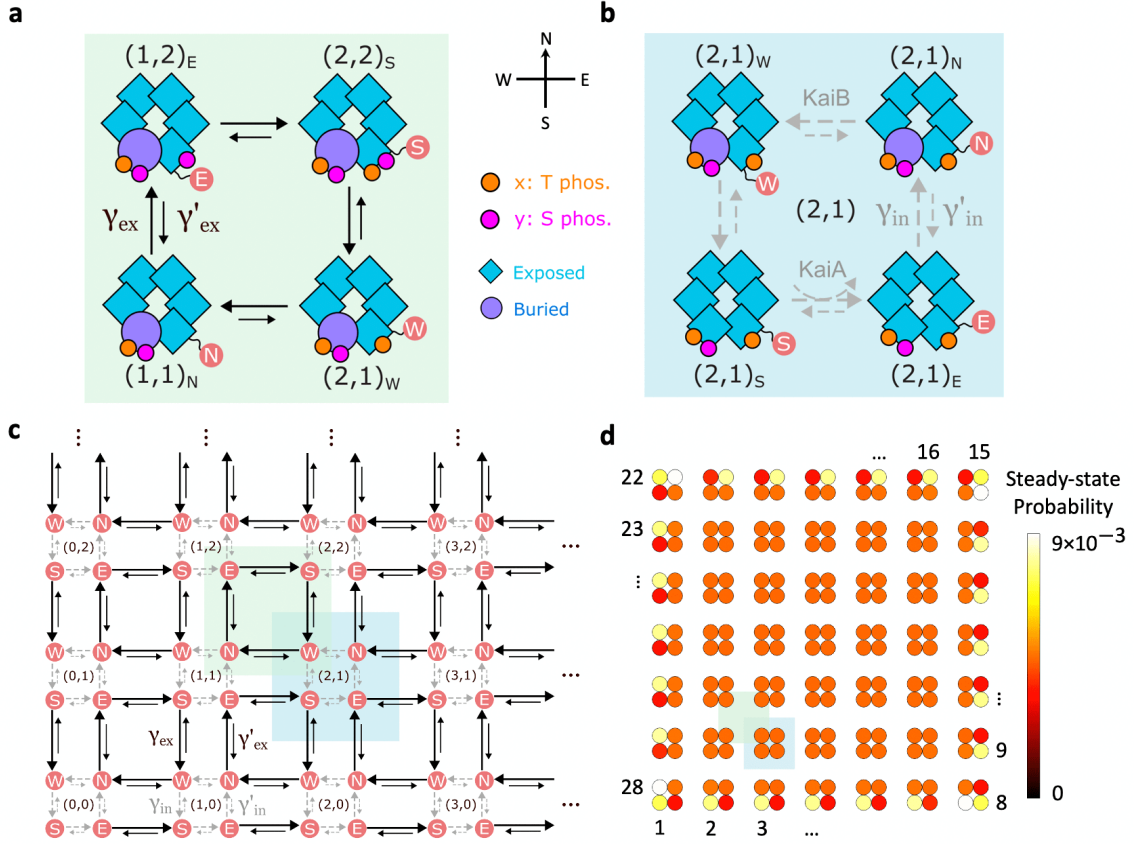 a
(1,2)E
(2,2)S
E
S
γex
γ'ex
N
W
(1,1)N
(2,1)W
N
W
E
S
x: T phos.
y: S phos.
Exposed
Buried
b
(2,1)W
(2,1)N
KaiB
W
N
(2,1)
γin
γ'in
KaiA
S
E
(2,1)S
(2,1)E
c
⋮ ⋮ ⋮ ⋮
W N W N W N W N
(0,2) (1,2) (2,2) (3,2) ...
S E S E S E S E
W N W N W N W N
(0,1) (1,1) (2,1) (3,1) ...
S E S E S E S E
γex γ'ex
W N W N W N W N
(0,0) γin (1,0) γ'in (2,0) (3,0) ...
S E S E S E S E
d
... 16 15
22
23
⋮
⋮
9
28
8
1 2 3 ...
Steady-state
Probability
9×10−3
0